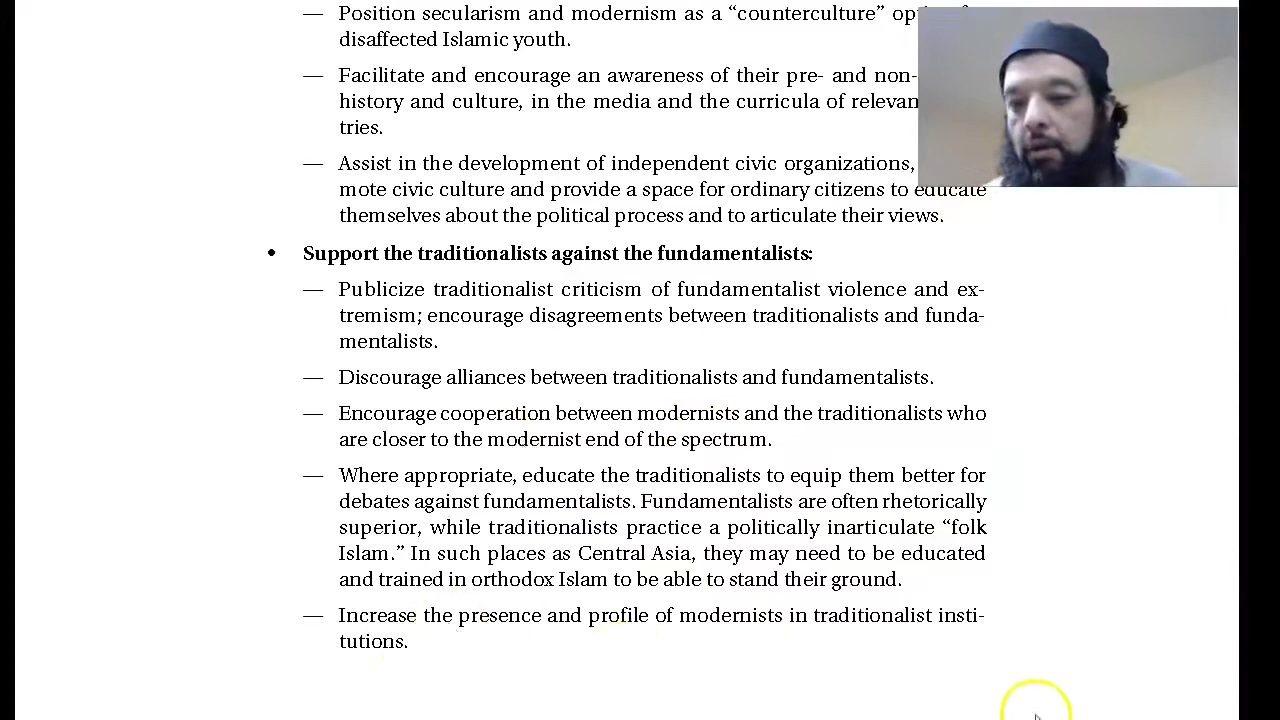 — Position secularism and modernism as a “counterculture”
disaffected Islamic youth.
— Facilitate and encourage an awareness of their pre- and non-
history and culture, in the media and the curricula of
tries.
— Assist in the development of independent civic organizations,
mote civic culture and provide a space for ordinary citizens to educate
themselves about the political process and to articulate their views.
• Support the traditionalists against the fundamentalists:
— Publicize traditionalist criticism of fundamentalist violence and ex-
tremism; encourage disagreements between traditionalists and funda-
mentalists.
— Discourage alliances between traditionalists and fundamentalists.
— Encourage cooperation between modernists and the traditionalists who
are closer to the modernist end of the spectrum.
— Where appropriate, educate the traditionalists to equip them better for
debates against fundamentalists. Fundamentalists are often rhetorically
superior, while traditionalists practice a politically inarticulate “folk
Islam.” In such places as Central Asia, they may need to be educated
and trained in orthodox Islam to be able to stand their ground.
— Increase the presence and profile of modernists in traditionalist insti-
tutions.